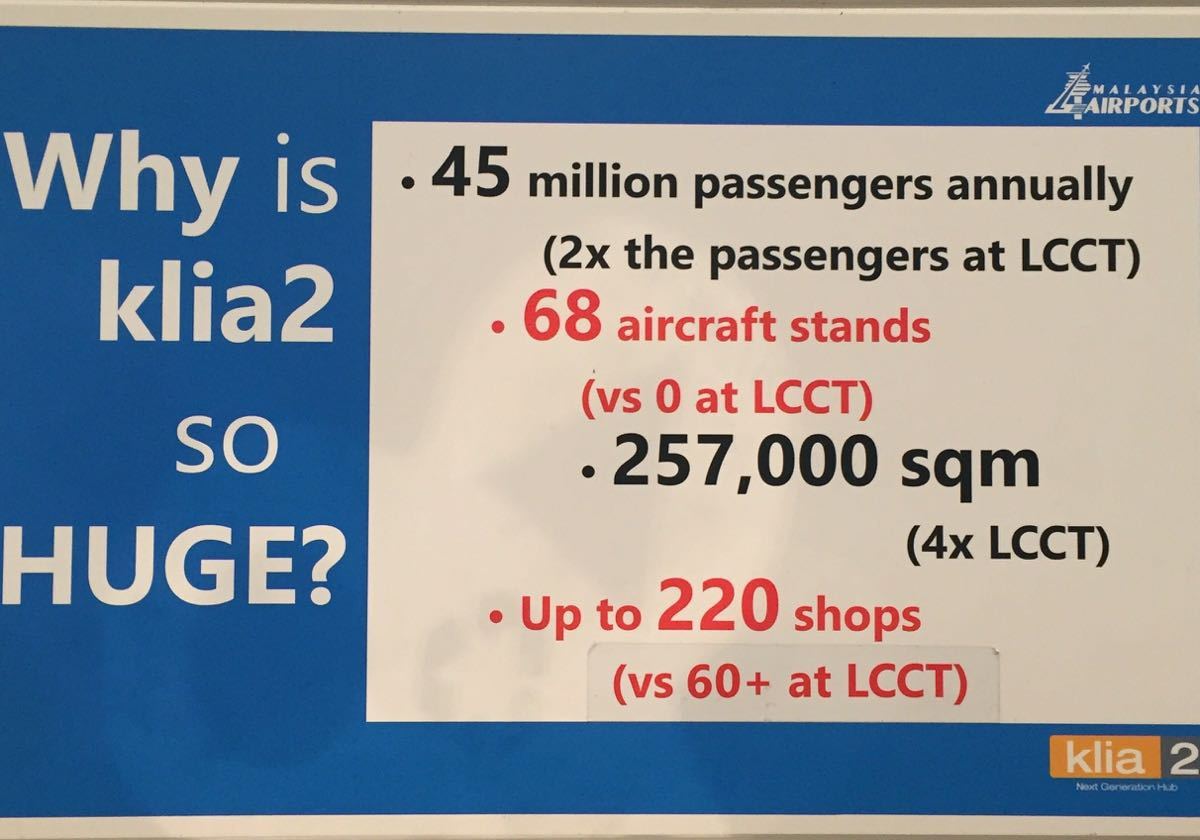 MALAYSIA
AIRPORTS
Why is
klia2
so
HUGE?
• 45 million passengers annually
(2x the passengers at LCCT)
• 68 aircraft stands
(vs 0 at LCCT)
• 257,000 sqm
(4x LCCT)
• Up to 220 shops
(vs 60+ at LCCT)
klia 2
Next Generation Hub